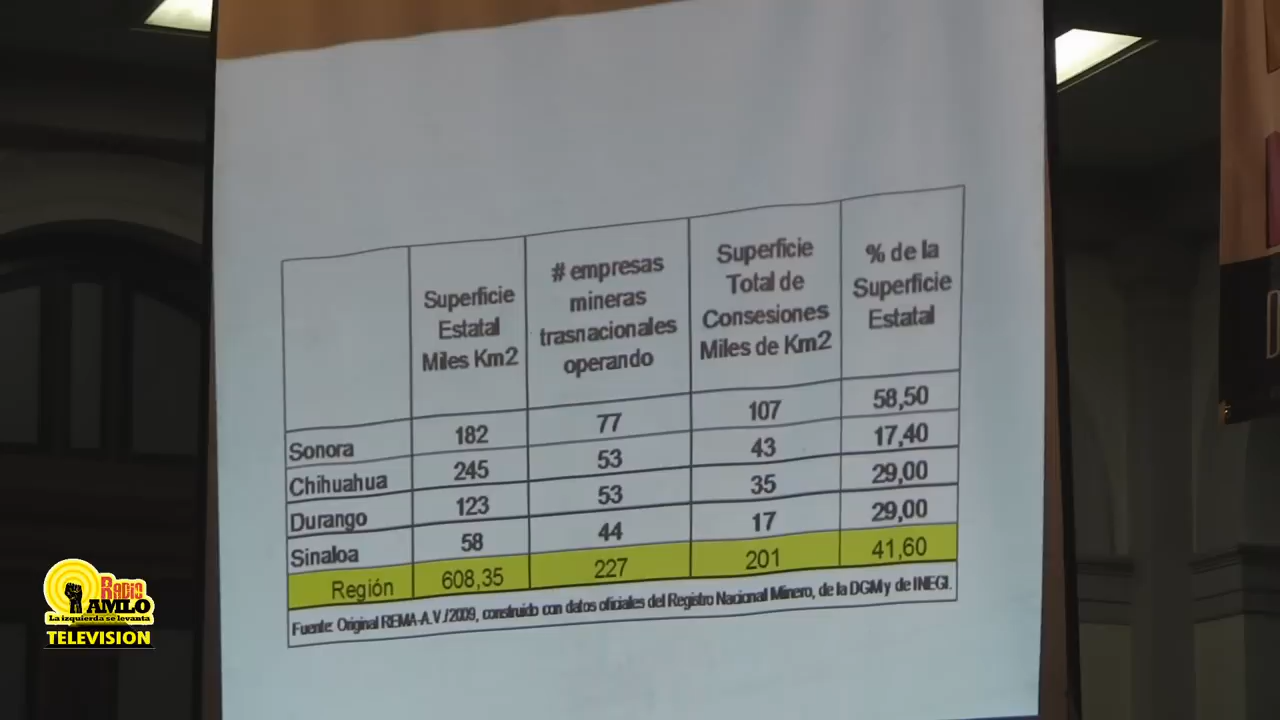 Superficie
Estatal
Miles Km2
# empresas
mineras
trasnacionales
operando
Superficie
Total de
Consesiones
Miles de Km2
% de la
Superficie
Estatal
Sonora 182 77 107 58,50
Chihuahua 245 53 43 17,40
Durango 123 53 35 29,00
Sinaloa 58 44 17 29,00
Región 608,35 227 201 41,60
Fuente: Original REMA-A.V./2009, construido con datos oficiales del Registro Nacional Minero, de la DGM y de INEGI.
RADIO
AMLO
La izquierda se levanta
TELEVISION